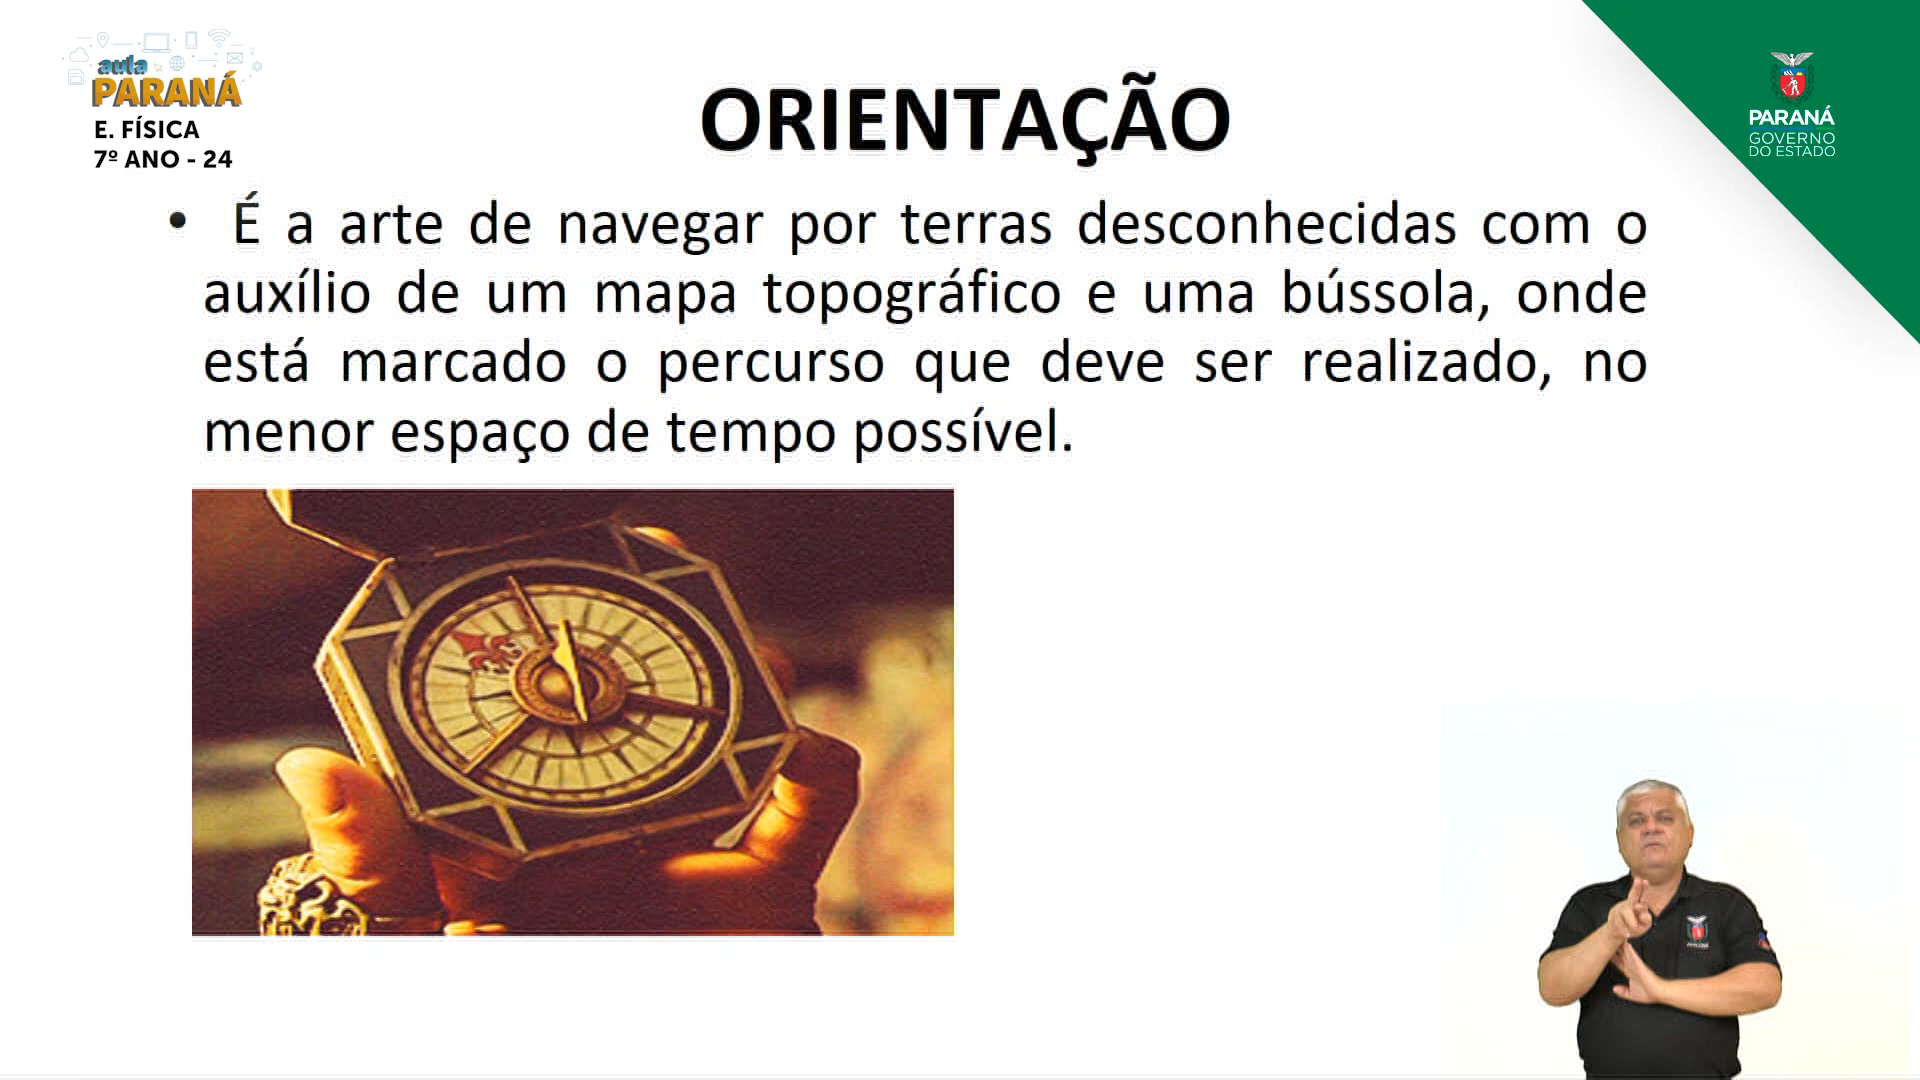 aula
PARANÁ
E. FÍSICA
7º ANO - 24
ORIENTAÇÃO
PARANÁ
GOVERNO
DO ESTADO
• É a arte de navegar por terras desconhecidas com o
auxílio de um mapa topográfico e uma bússola, onde
está marcado o percurso que deve ser realizado, no
menor espaço de tempo possível.